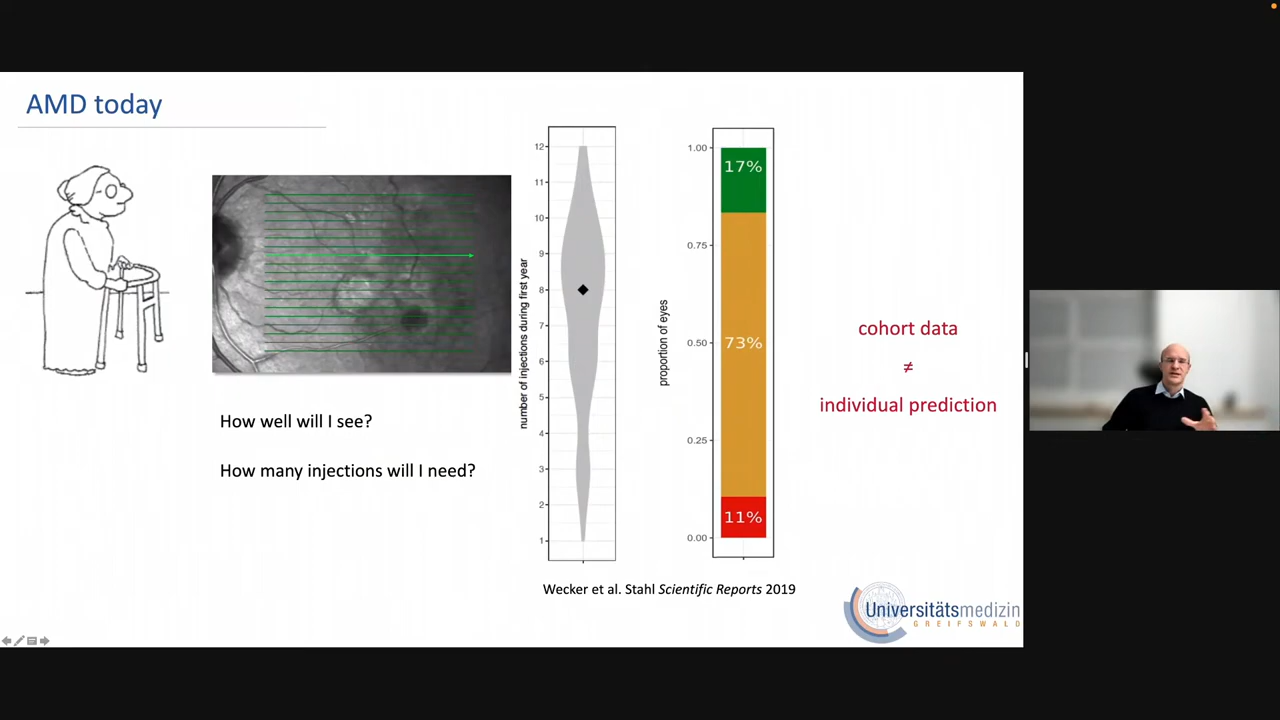 AMD today
How well will I see?
How many injections will I need?
number of injections during first year
12
11
10
9
8
7
6
5
4
3
2
1
proportion of eyes
1.00
0.75
0.50
0.25
0.00
17%
73%
11%
cohort data
≠
individual prediction
Wecker et al. Stahl Scientific Reports 2019
Universitätsmedizin
GREIFSWALD